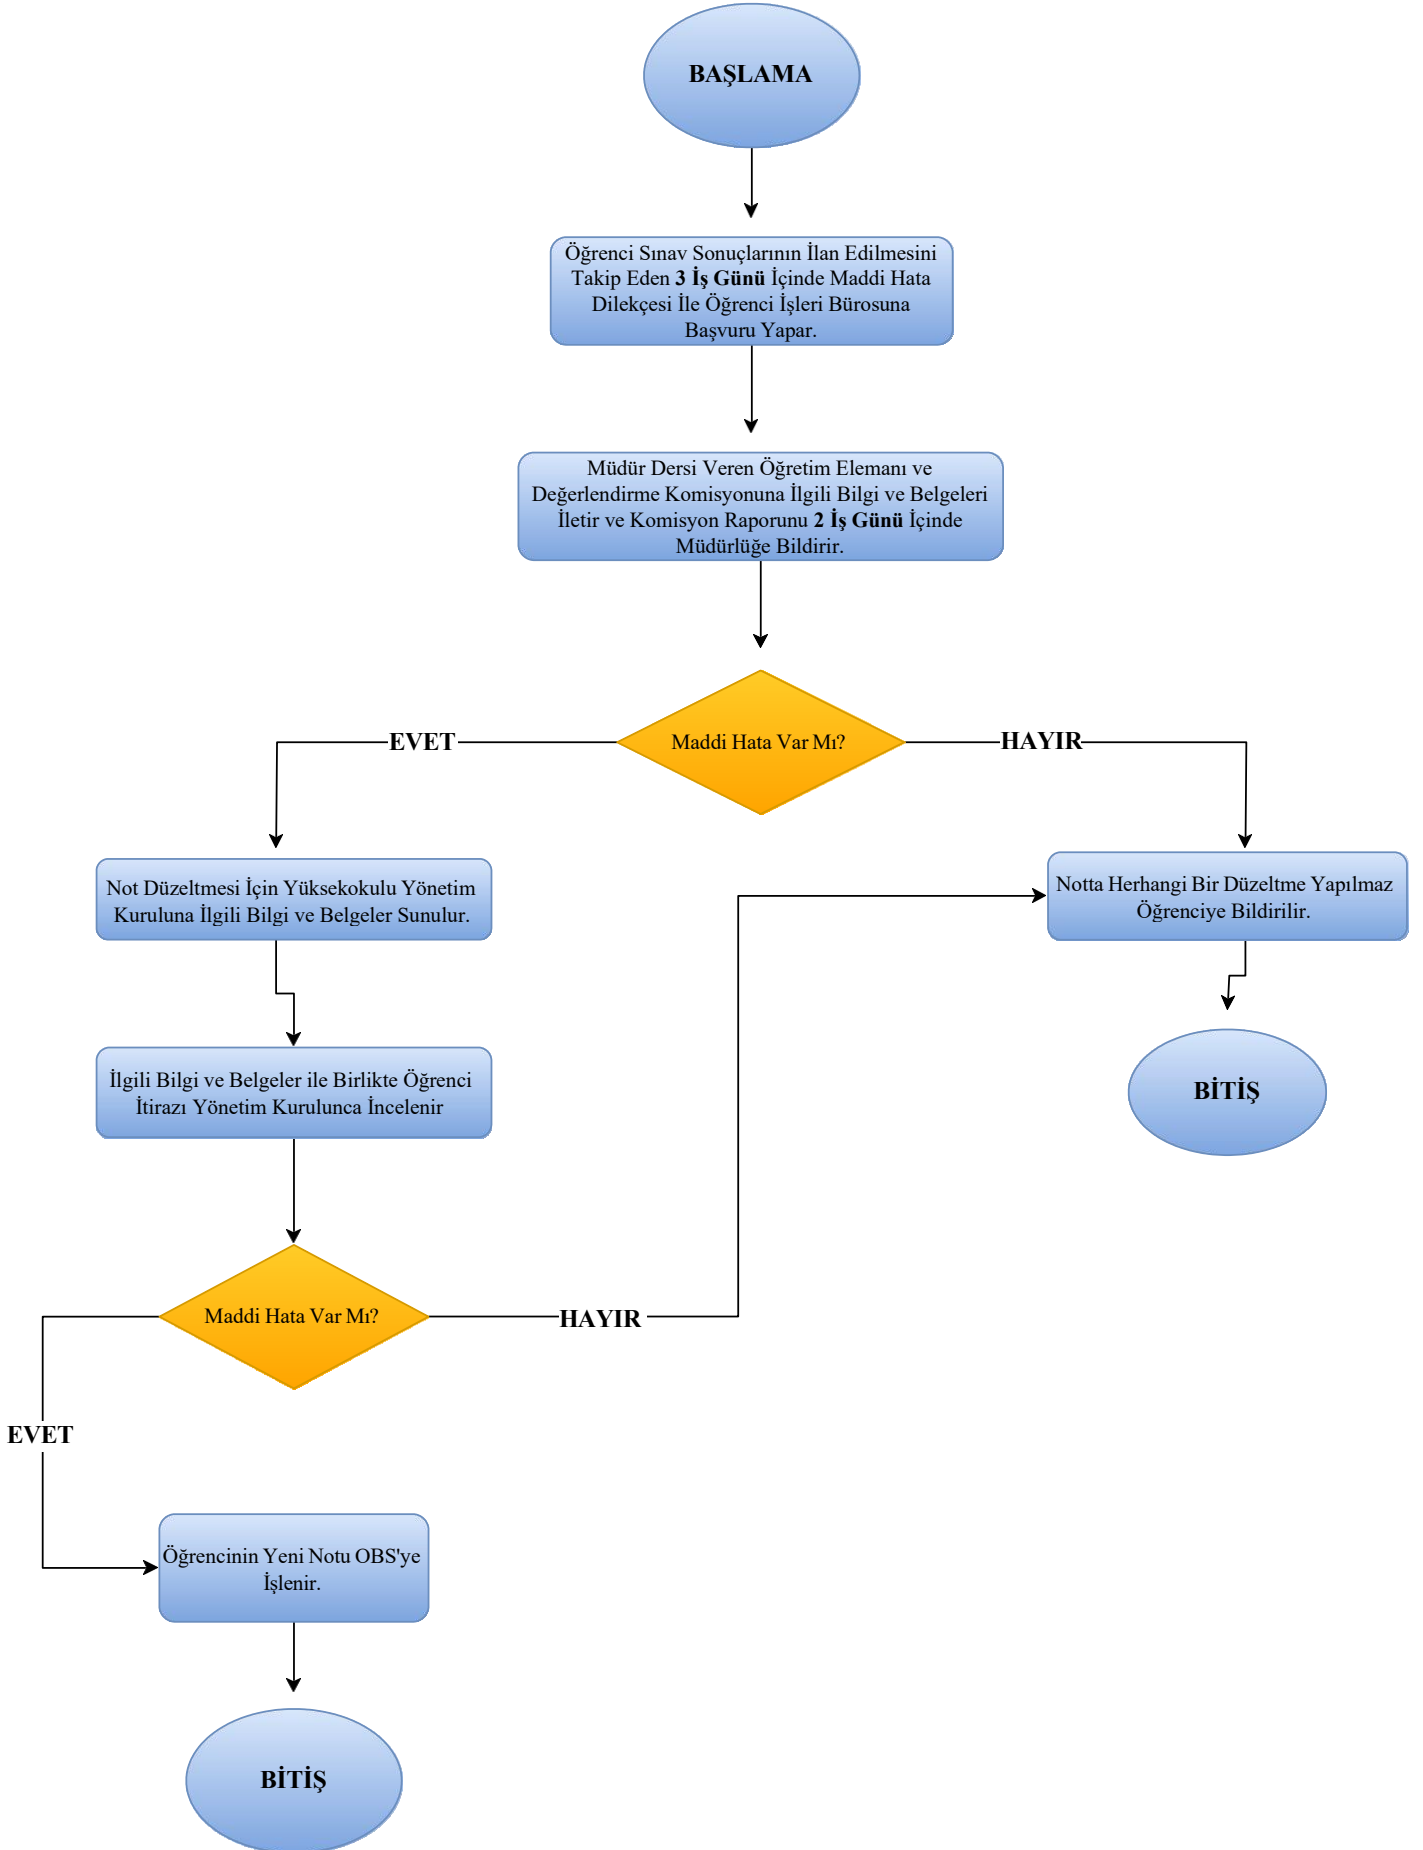 BAŞLAMA
Öğrenci Sınav Sonuçlarının İlan Edilmesini
Takip Eden 3 İş Günü İçinde Maddi Hata
Dilekçesi İle Öğrenci İşleri Bürosuna
Başvuru Yapar.
Müdür Dersi Veren Öğretim Elemanı ve
Değerlendirme Komisyonuna İlgili Bilgi ve Belgeleri
İletir ve Komisyon Raporunu 2 İş Günü İçinde
Müdürlüğe Bildirir.
Maddi Hata Var Mı?
EVET
HAYIR
Not Düzeltmesi İçin Yüksekokulu Yönetim
Kuruluna İlgili Bilgi ve Belgeler Sunulur.
Notta Herhangi Bir Düzeltme Yapılmaz
Öğrenciye Bildirilir.
İlgili Bilgi ve Belgeler ile Birlikte Öğrenci
İtirazı Yönetim Kurulunca İncelenir
BİTİŞ
Maddi Hata Var Mı?
HAYIR
EVET
Öğrencinin Yeni Notu OBS'ye
İşlenir.
BİTİŞ